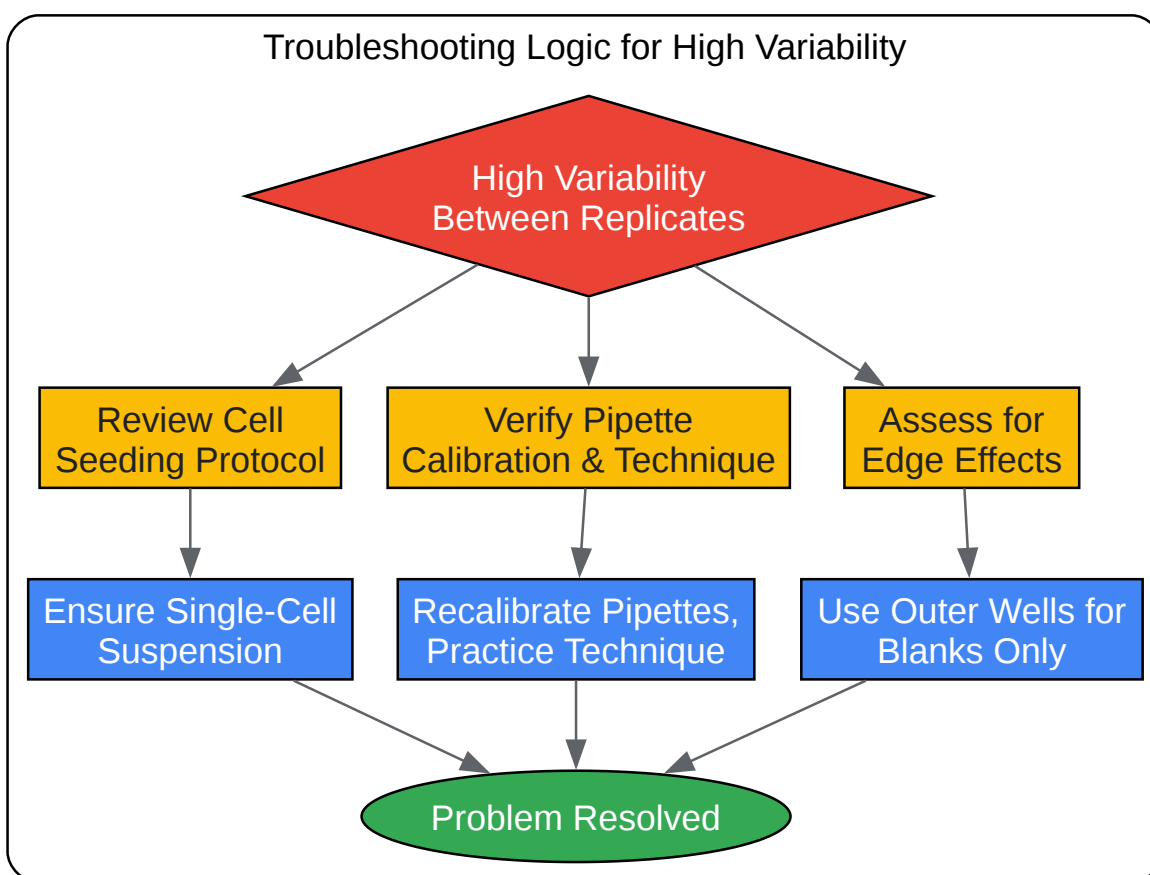 Troubleshooting Logic for High Variability
High Variability
Between Replicates
Review Cell
Seeding Protocol
Verify Pipette
Calibration & Technique
Assess for
Edge Effects
Ensure Single-Cell
Suspension
Recalibrate Pipettes,
Practice Technique
Use Outer Wells for
Blanks Only
Problem Resolved